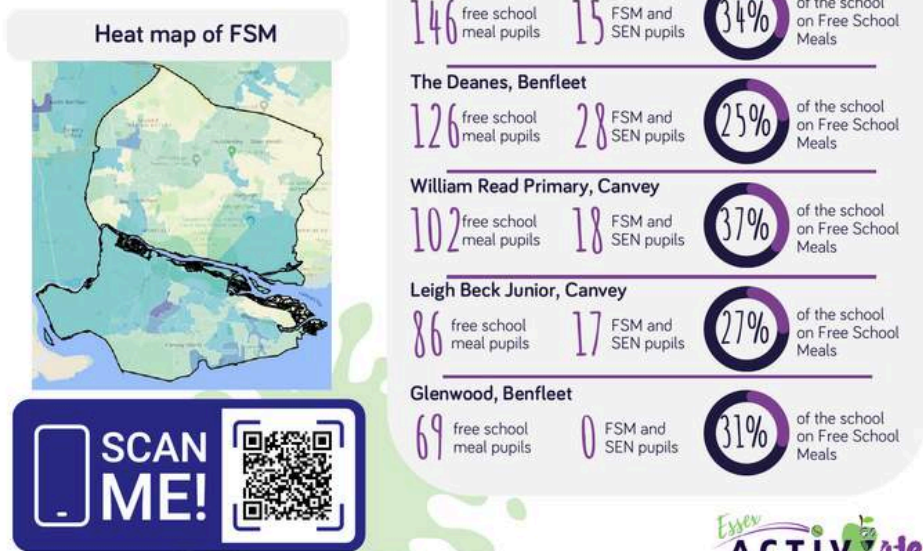 Heat map of FSM
SCAN
ME!
146 free school
meal pupils
15 FSM and
SEN pupils
34%
of the school
on Free School
Meals
The Deanes, Benfleet
126 free school
meal pupils
28 FSM and
SEN pupils
25%
of the school
on Free School
Meals
William Read Primary, Canvey
102 free school
meal pupils
18 FSM and
SEN pupils
37%
of the school
on Free School
Meals
Leigh Beck Junior, Canvey
86 free school
meal pupils
17 FSM and
SEN pupils
27%
of the school
on Free School
Meals
Glenwood, Benfleet
69 free school
meal pupils
0 FSM and
SEN pupils
31%
of the school
on Free School
Meals
Essex